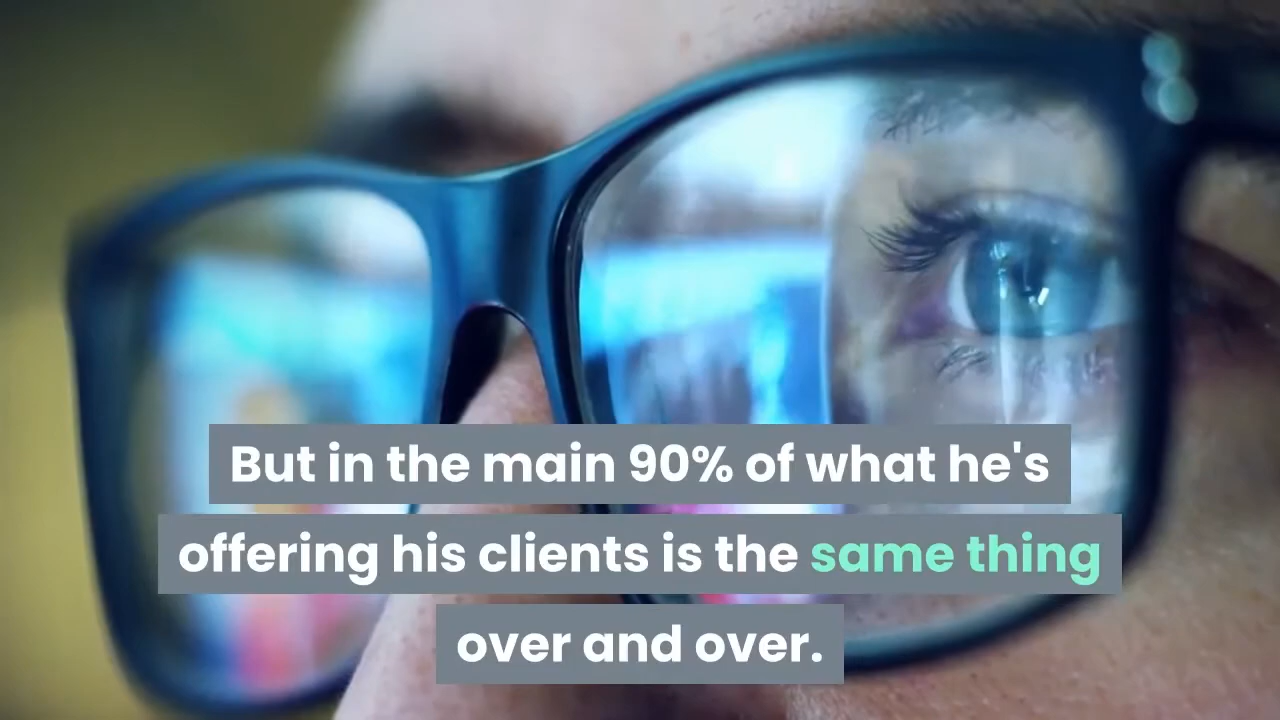 But in the main 90% of what he's
offering his clients is the same thing
over and over.